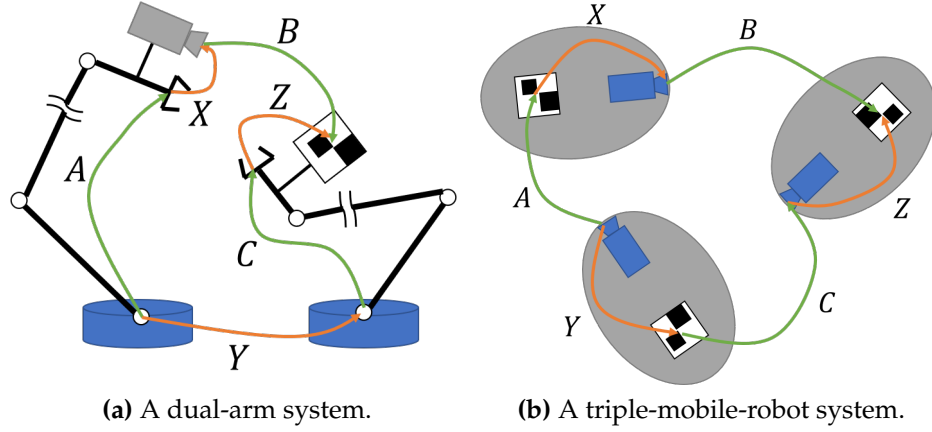 B
X
Z
A
C
Y
(a) A dual-arm system.
X
B
A
Z
C
Y
(b) A triple-mobile-robot system.